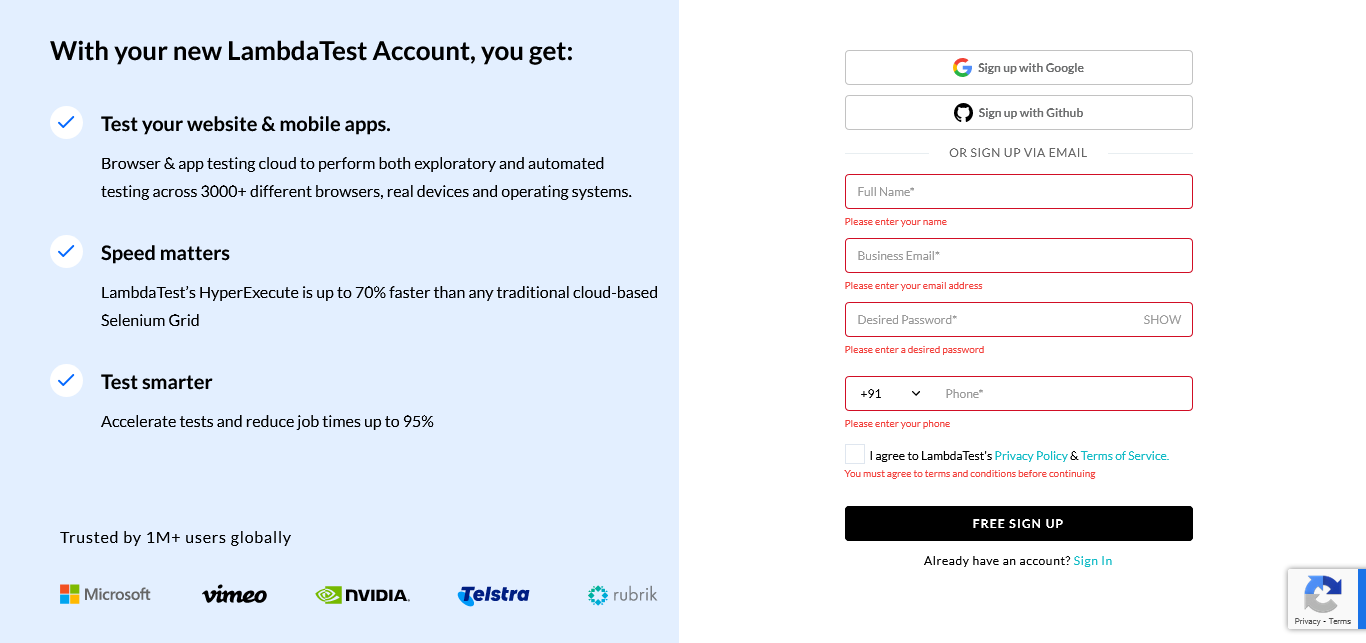 With your new LambdaTest Account, you get:
Test your website & mobile apps.
Browser & app testing cloud to perform both exploratory and automated
testing across 3000+ different browsers, real devices and operating systems.
Speed matters
LambdaTest’s HyperExecute is up to 70% faster than any traditional cloud-based
Selenium Grid
Test smarter
Accelerate tests and reduce job times up to 95%
Trusted by 1M+ users globally
Microsoft vimeo NVIDIA. Telstra rubrik
Sign up with Google
Sign up with Github
OR SIGN UP VIA EMAIL
Full Name*
Please enter your name
Business Email*
Please enter your email address
Desired Password* SHOW
Please enter a desired password
+91 Phone*
Please enter your phone
I agree to LambdaTest's Privacy Policy & Terms of Service.
You must agree to terms and conditions before continuing
FREE SIGN UP
Already have an account? Sign In
Privacy - Terms